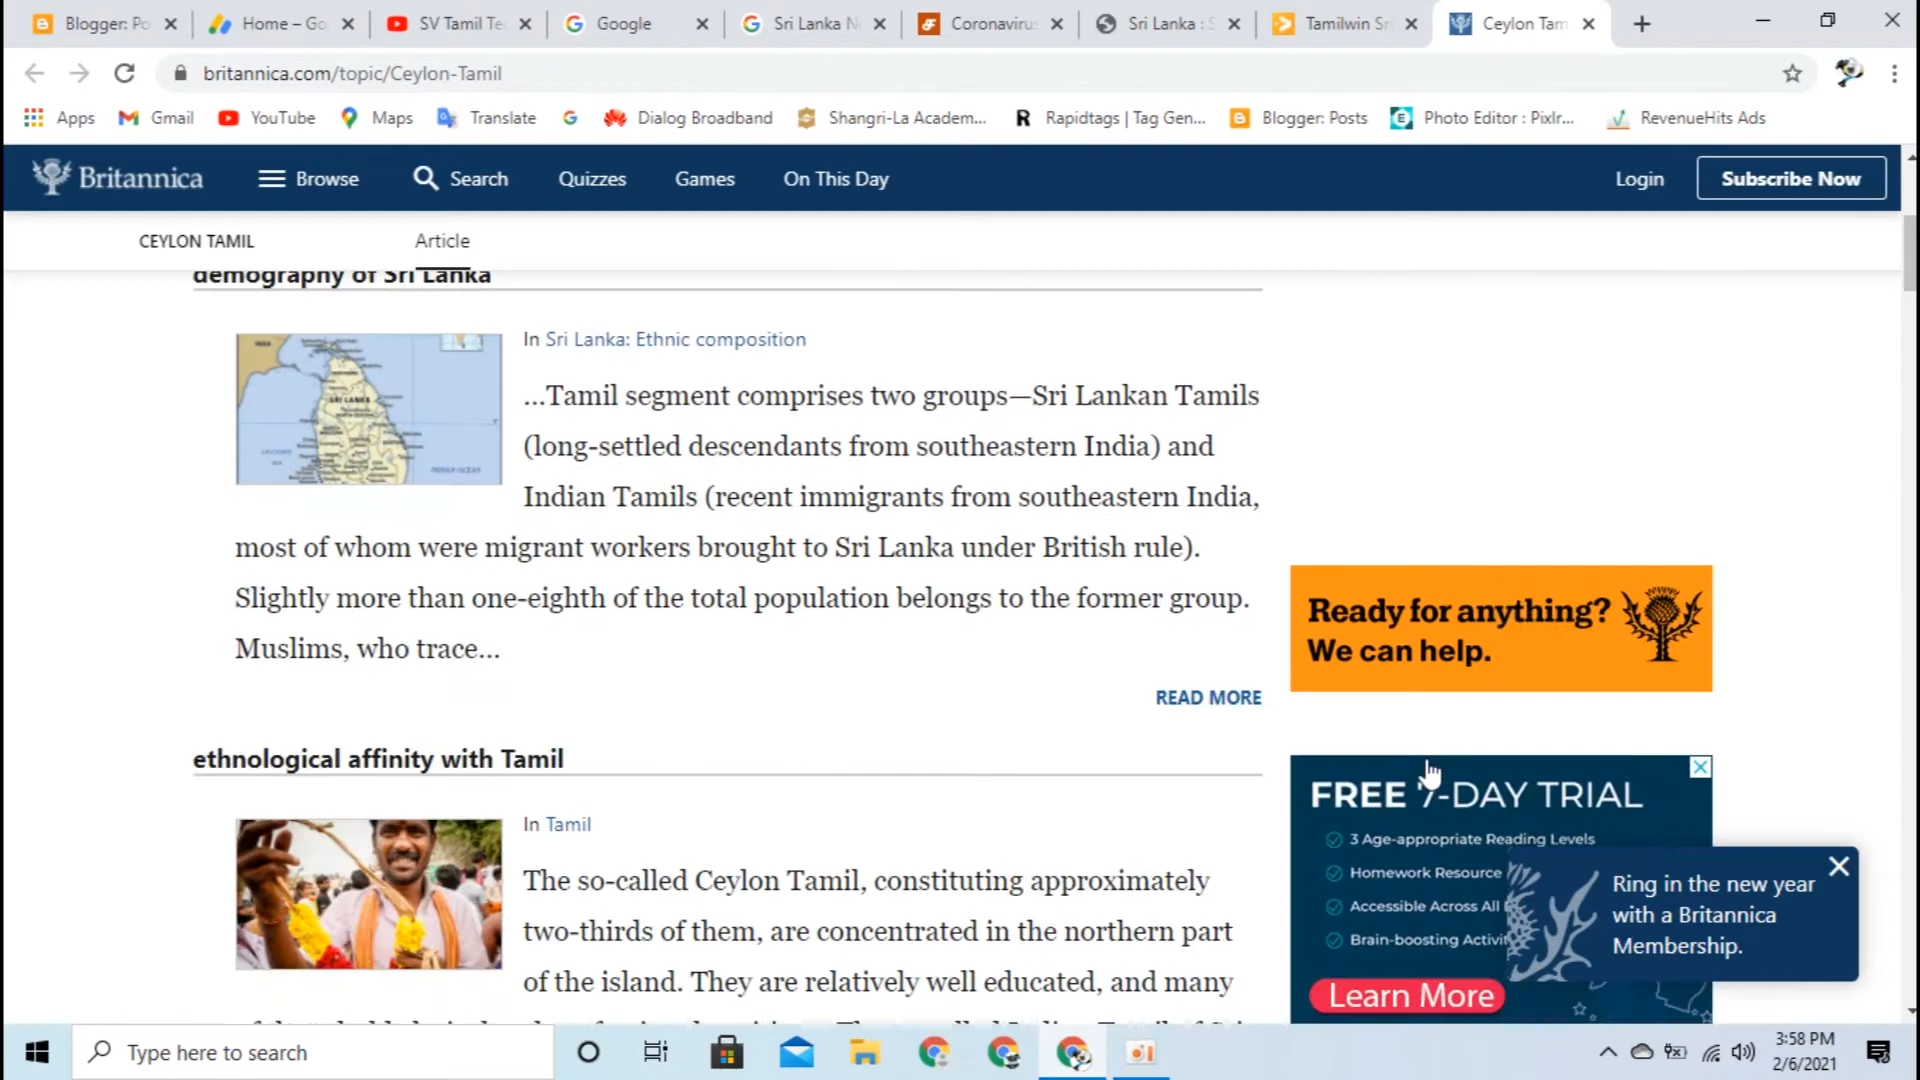 Blogger: Po
Home – Go
SV Tamil Te
Google
Sri Lanka N
Coronaviru
Sri Lanka : S
Tamilwin Sr
Ceylon Tam
britannica.com/topic/Ceylon-Tamil
Apps
Gmail
YouTube
Maps
Translate
Dialog Broadband
Shangri-La Academ...
Rapidtags | Tag Gen...
Blogger: Posts
Photo Editor : Pixlr...
RevenueHits Ads
Britannica
Browse
Search
Quizzes
Games
On This Day
Login
Subscribe Now
CEYLON TAMIL
Article
demography of Sri Lanka
In Sri Lanka: Ethnic composition
...Tamil segment comprises two groups—Sri Lankan Tamils
(long-settled descendants from southeastern India) and
Indian Tamils (recent immigrants from southeastern India,
most of whom were migrant workers brought to Sri Lanka under British rule).
Slightly more than one-eighth of the total population belongs to the former group.
Muslims, who trace...
READ MORE
SRI LANKA
INDIAN OCEAN
Ready for anything?
We can help.
ethnological affinity with Tamil
In Tamil
The so-called Ceylon Tamil, constituting approximately
two-thirds of them, are concentrated in the northern part
of the island. They are relatively well educated, and many
FREE 7-DAY TRIAL
3 Age-appropriate Reading Levels
Homework Resource
Accessible Across All
Brain-boosting Activit
Learn More
Ring in the new year
with a Britannica
Membership.
Type here to search
3:58 PM
2/6/2021